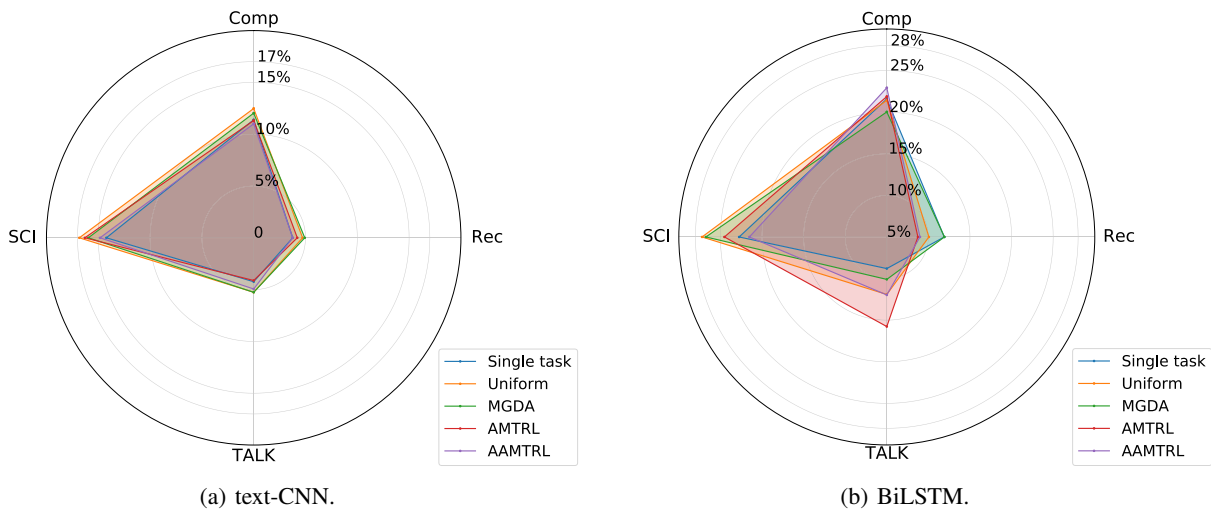 Comp
17%
15%
10%
5%
0
SCI
Rec
TALK
Single task
Uniform
MGDA
AMTRL
AAMTRL
(a) text-CNN.
Comp
28%
25%
20%
15%
10%
5%
SCI
Rec
TALK
Single task
Uniform
MGDA
AMTRL
AAMTRL
(b) BiLSTM.